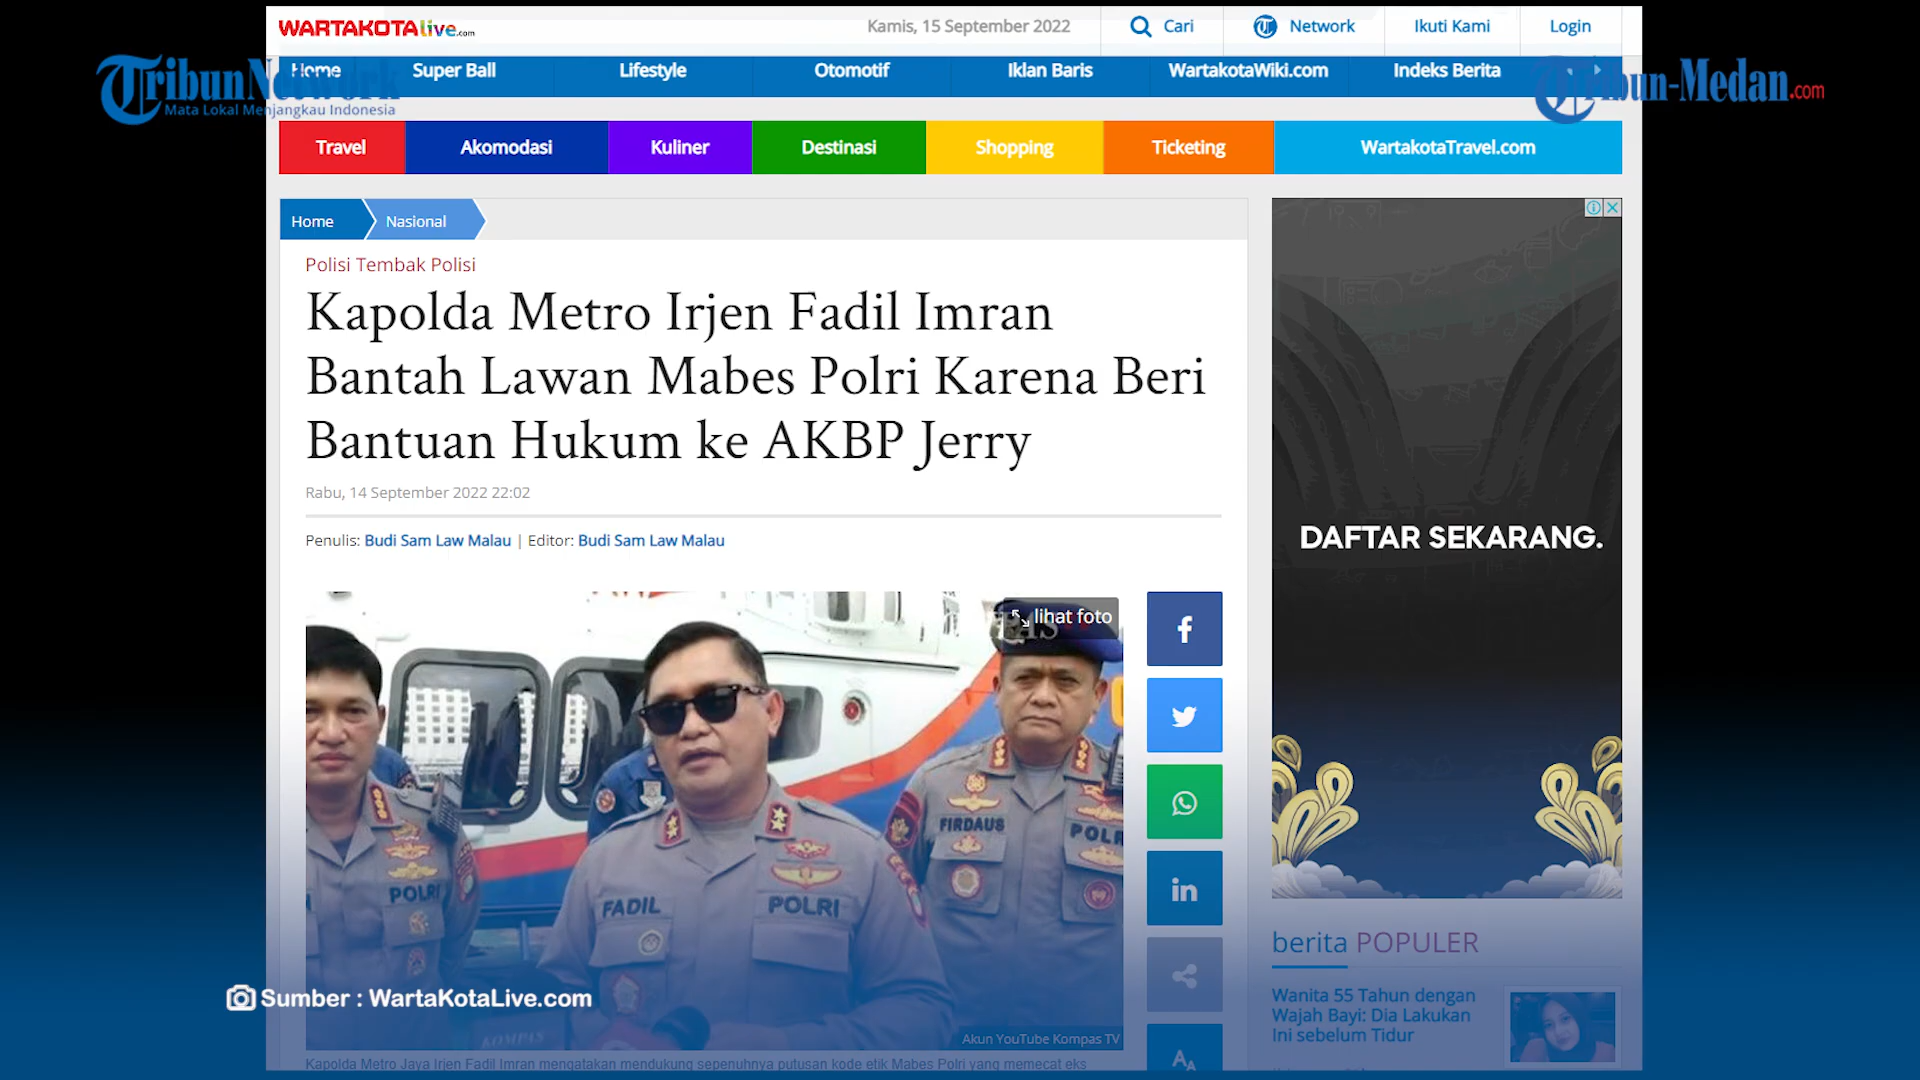 WARTAKOTAlive.com
Kamis, 15 September 2022
Cari
Network
Ikuti Kami
Login
TribunNetwork
Mata Lokal Menjangkau Indonesia
Home
Super Ball
Lifestyle
Otomotif
Iklan Baris
WartakotaWiki.com
Indeks Berita
Tribun-Medan.com
Travel
Akomodasi
Kuliner
Destinasi
Shopping
Ticketing
WartakotaTravel.com
Home
Nasional
Polisi Tembak Polisi
Kapolda Metro Irjen Fadil Imran
Bantah Lawan Mabes Polri Karena Beri
Bantuan Hukum ke AKBP Jerry
Rabu, 14 September 2022 22:02
Penulis: Budi Sam Law Malau | Editor: Budi Sam Law Malau
lihat foto
FIRDAUS
POLRI
POLRI
FADIL
POLRI
KOMPAS
Akun YouTube Kompas TV
Kapolda Metro Jaya Irjen Fadil Imran mengatakan mendukung sepenuhnya putusan kode etik Mabes Polri yang memecat eks
Sumber : WartaKotaLive.com
DAFTAR SEKARANG.
berita POPULER
Wanita 55 Tahun dengan
Wajah Bayi: Dia Lakukan
Ini sebelum Tidur